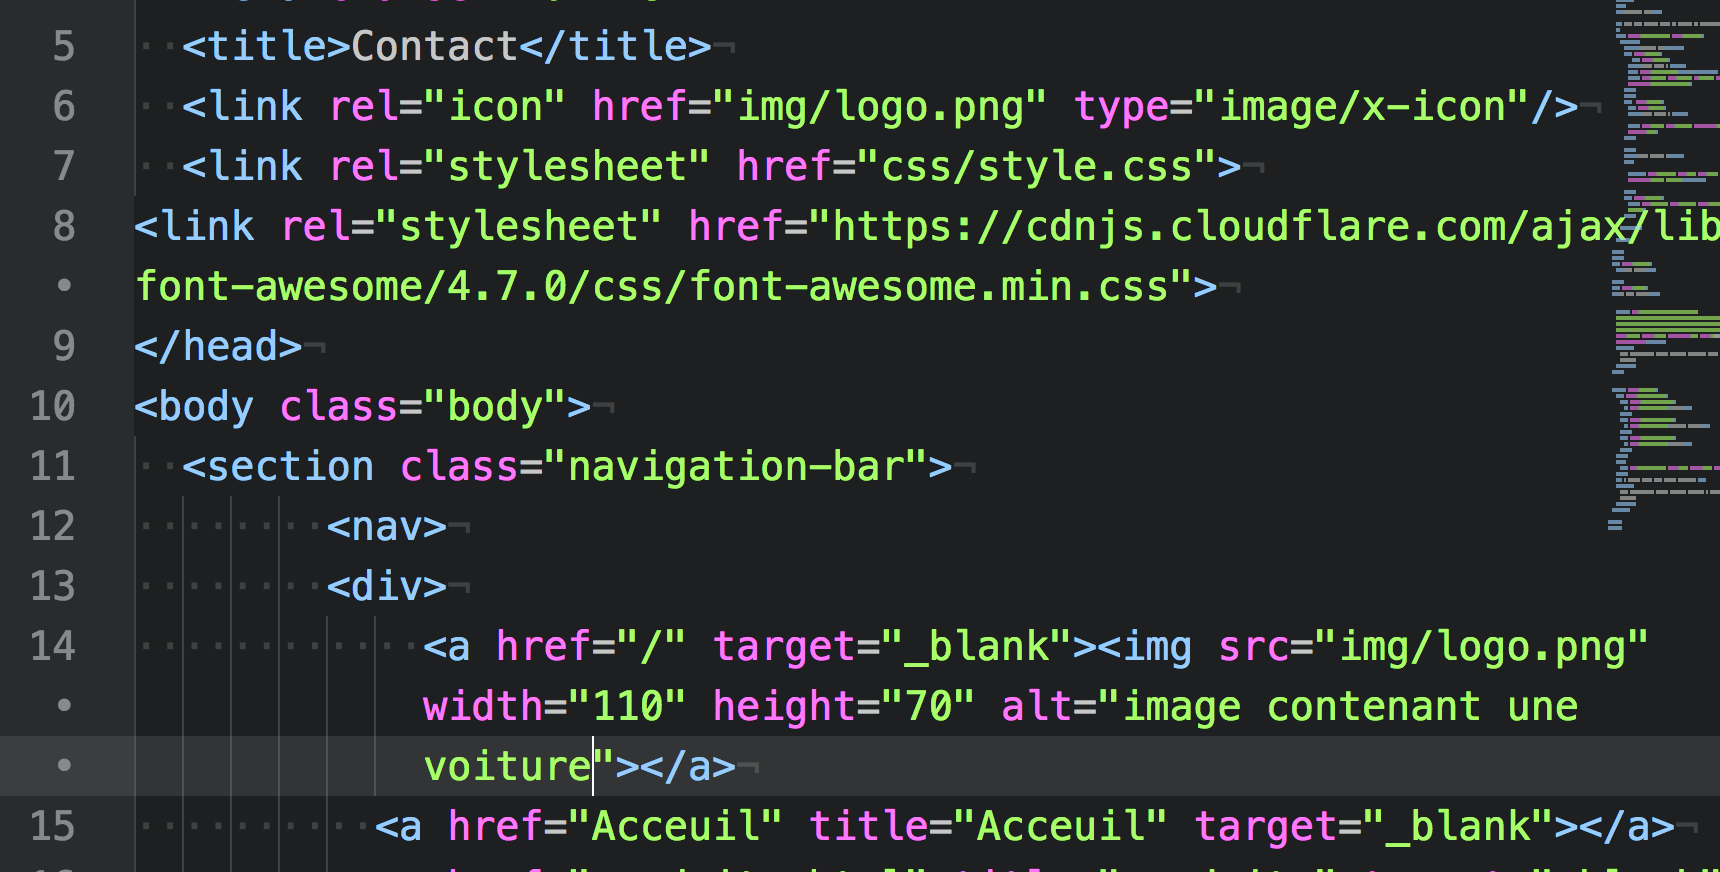 5 <title>Contact</title>¬
6 <link rel="icon" href="img/logo.png" type="image/x-icon"/>¬
7 <link rel="stylesheet" href="css/style.css">¬
8 <link rel="stylesheet" href="https://cdnjs.cloudflare.com/ajax/lib
• font-awesome/4.7.0/css/font-awesome.min.css">¬
9 </head>¬
10 <body class="body">¬
11 <section class="navigation-bar">¬
12 <nav>¬
13 <div>¬
14 <a href="/" target="_blank"><img src="img/logo.png"
• width="110" height="70" alt="image contenant une
• voiture"></a>¬
15 <a href="Acceuil" title="Acceuil" target="_blank"></a>¬